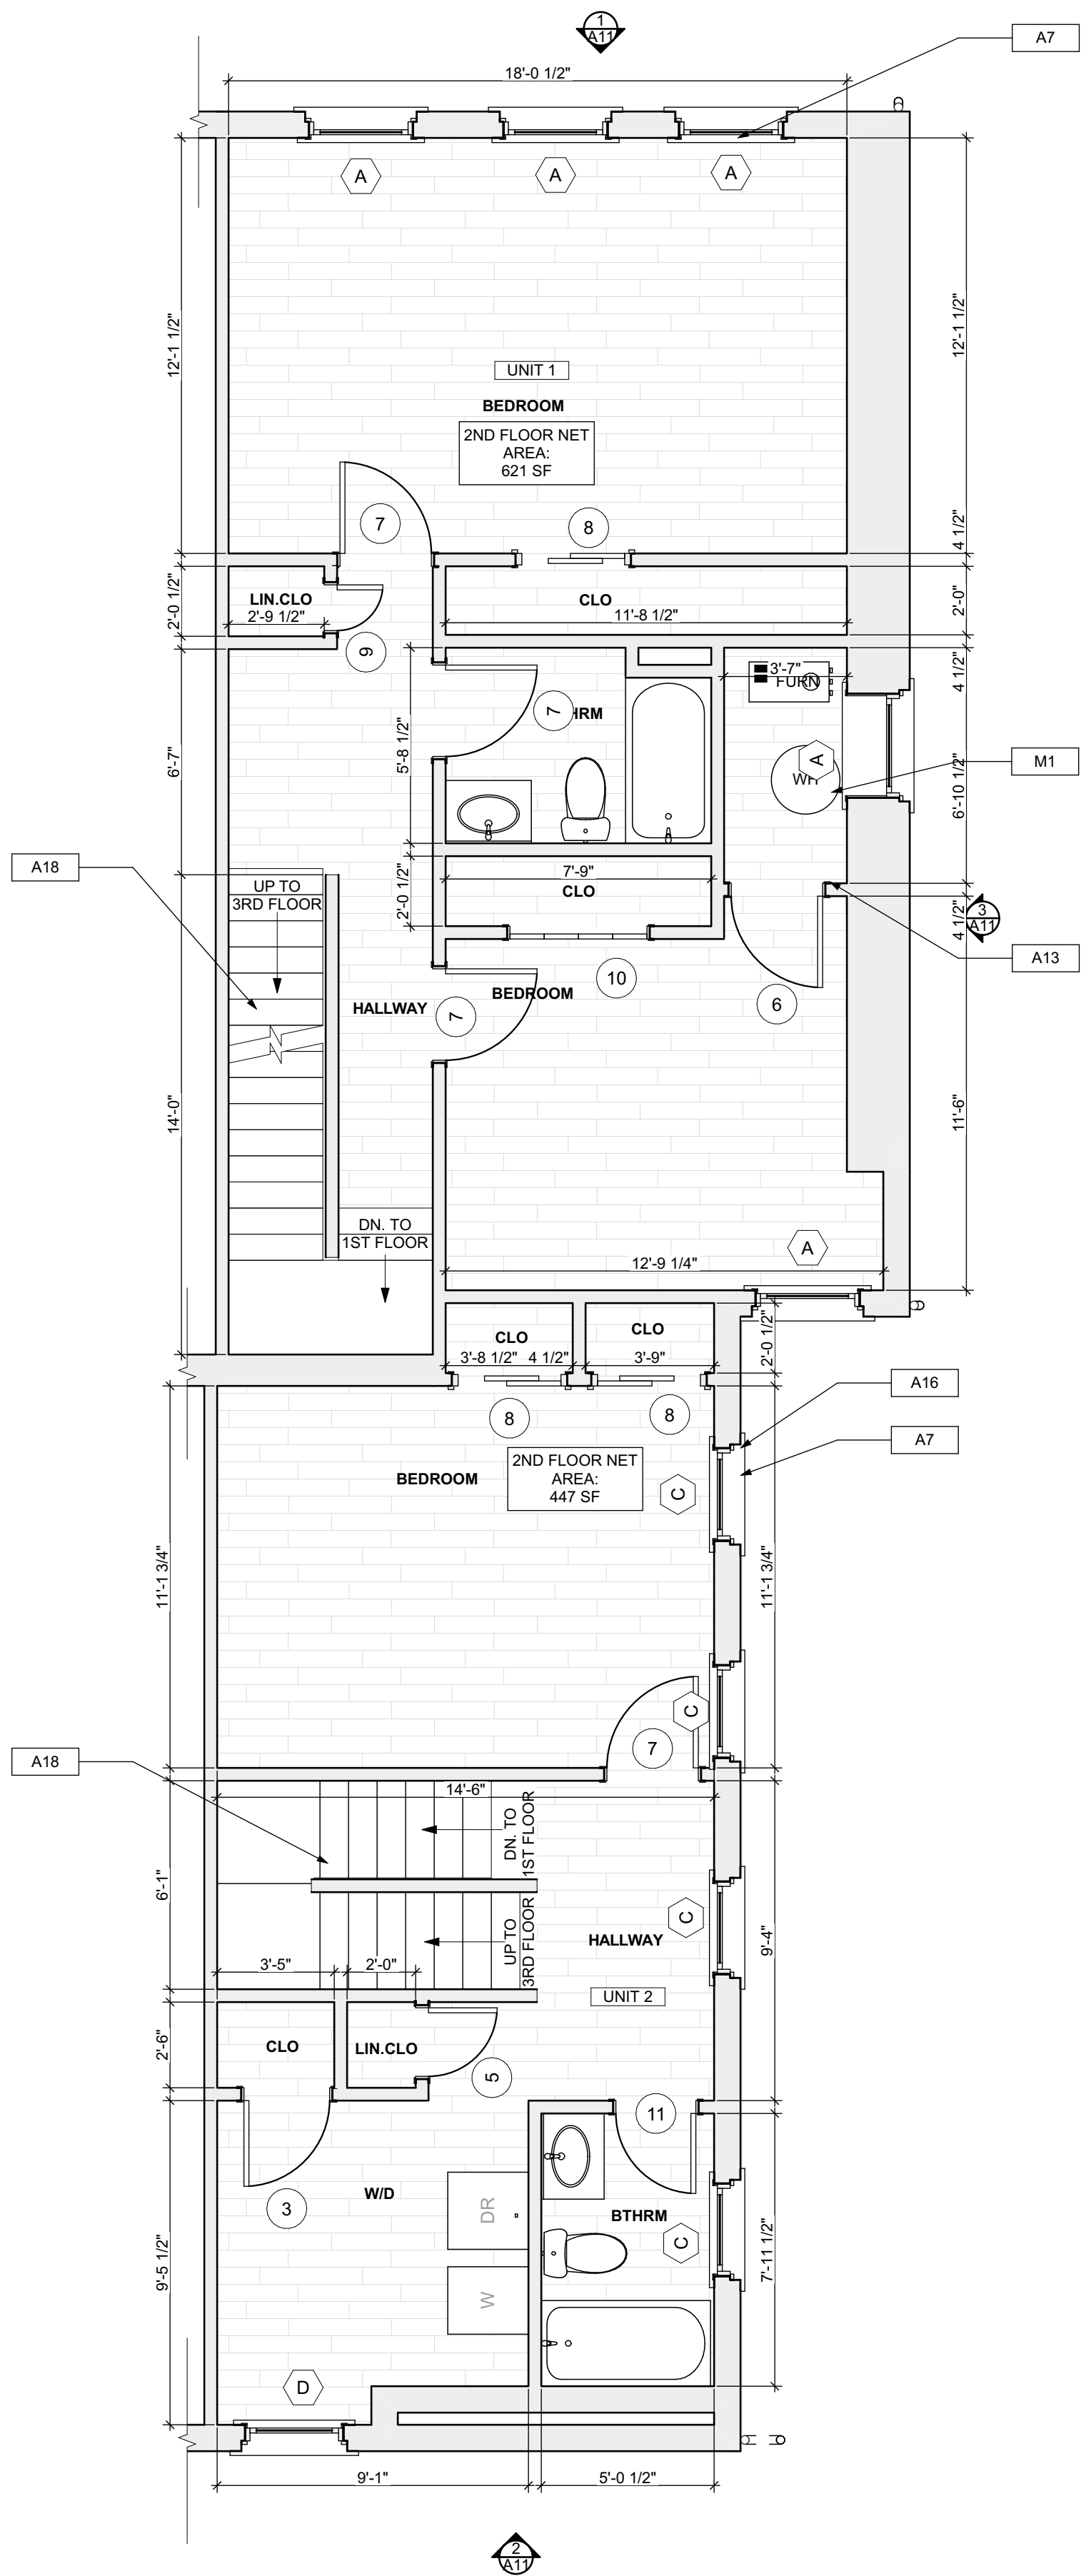 1
A11
A7
18'-0 1/2"
A
A
A
12'-1 1/2"
12'-1 1/2"
UNIT 1
BEDROOM
2ND FLOOR NET
AREA:
621 SF
7
8
4 1/2"
LIN.CLO
2'-9 1/2"
2'-0 1/2"
CLO
11'-8 1/2"
2'-0"
9
4 1/2"
3'-7"
FURN
7
HRM
5'-8 1/2"
6'-7"
A
WH
M1
6'-10 1/2"
A18
UP TO
3RD FLOOR
7'-9"
CLO
2'-0 1/2"
4 1/2"
3
A11
A13
HALLWAY
7
BEDROOM
10
6
14'-0"
11'-6"
DN. TO
1ST FLOOR
A
12'-9 1/4"
CLO
CLO
3'-8 1/2"
4 1/2"
3'-9"
2'-0 1/2"
A16
8
8
A7
BEDROOM
2ND FLOOR NET
AREA:
447 SF
C
11'-1 3/4"
11'-1 3/4"
C
7
A18
14'-6"
DN. TO
1ST FLOOR
6'-1"
UP TO
3RD FLOOR
C
HALLWAY
9'-4"
3'-5"
2'-0"
UNIT 2
2'-6"
CLO
LIN.CLO
5
11
W/D
3
DR
BTHRM
C
7'-11 1/2"
9'-5 1/2"
W
D
9'-1"
5'-0 1/2"
2
A11